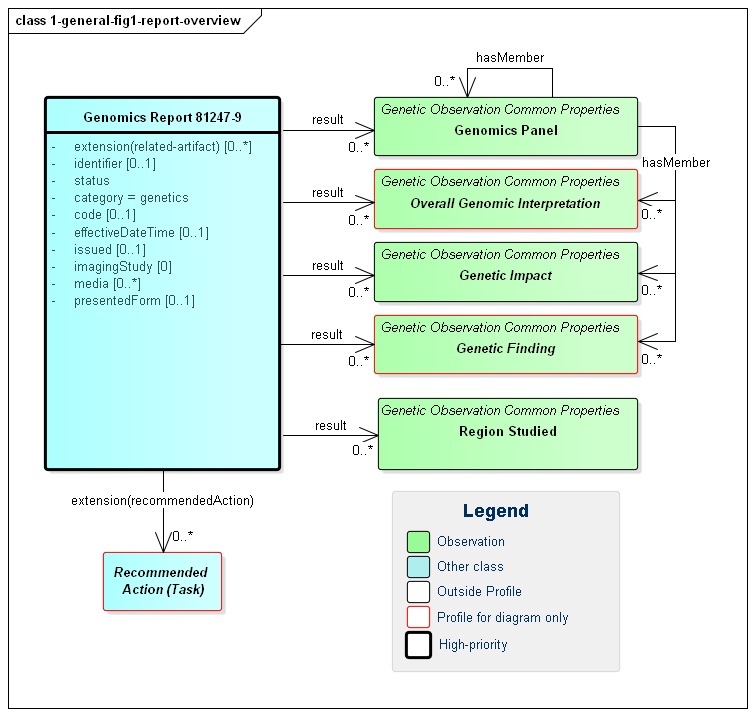 class 1-general-fig1-report-overview
hasMember
0..*
Genomics Report 81247-9
- extension(related-artifact) [0..*]
- identifier [0..1]
- status
- category = genetics
- code [0..1]
- effectiveDateTime [0..1]
- issued [0..1]
- imagingStudy [0]
- media [0..*]
- presentedForm [0..1]
result
0..*
Genetic Observation Common Properties
Genomics Panel
hasMember
result
0..*
Genetic Observation Common Properties
Overall Genomic Interpretation
0..*
result
0..*
Genetic Observation Common Properties
Genetic Impact
0..*
result
0..*
Genetic Observation Common Properties
Genetic Finding
0..*
result
0..*
Genetic Observation Common Properties
Region Studied
extension(recommendedAction)
0..*
Recommended
Action (Task)
Legend
Observation
Other class
Outside Profile
Profile for diagram only
High-priority